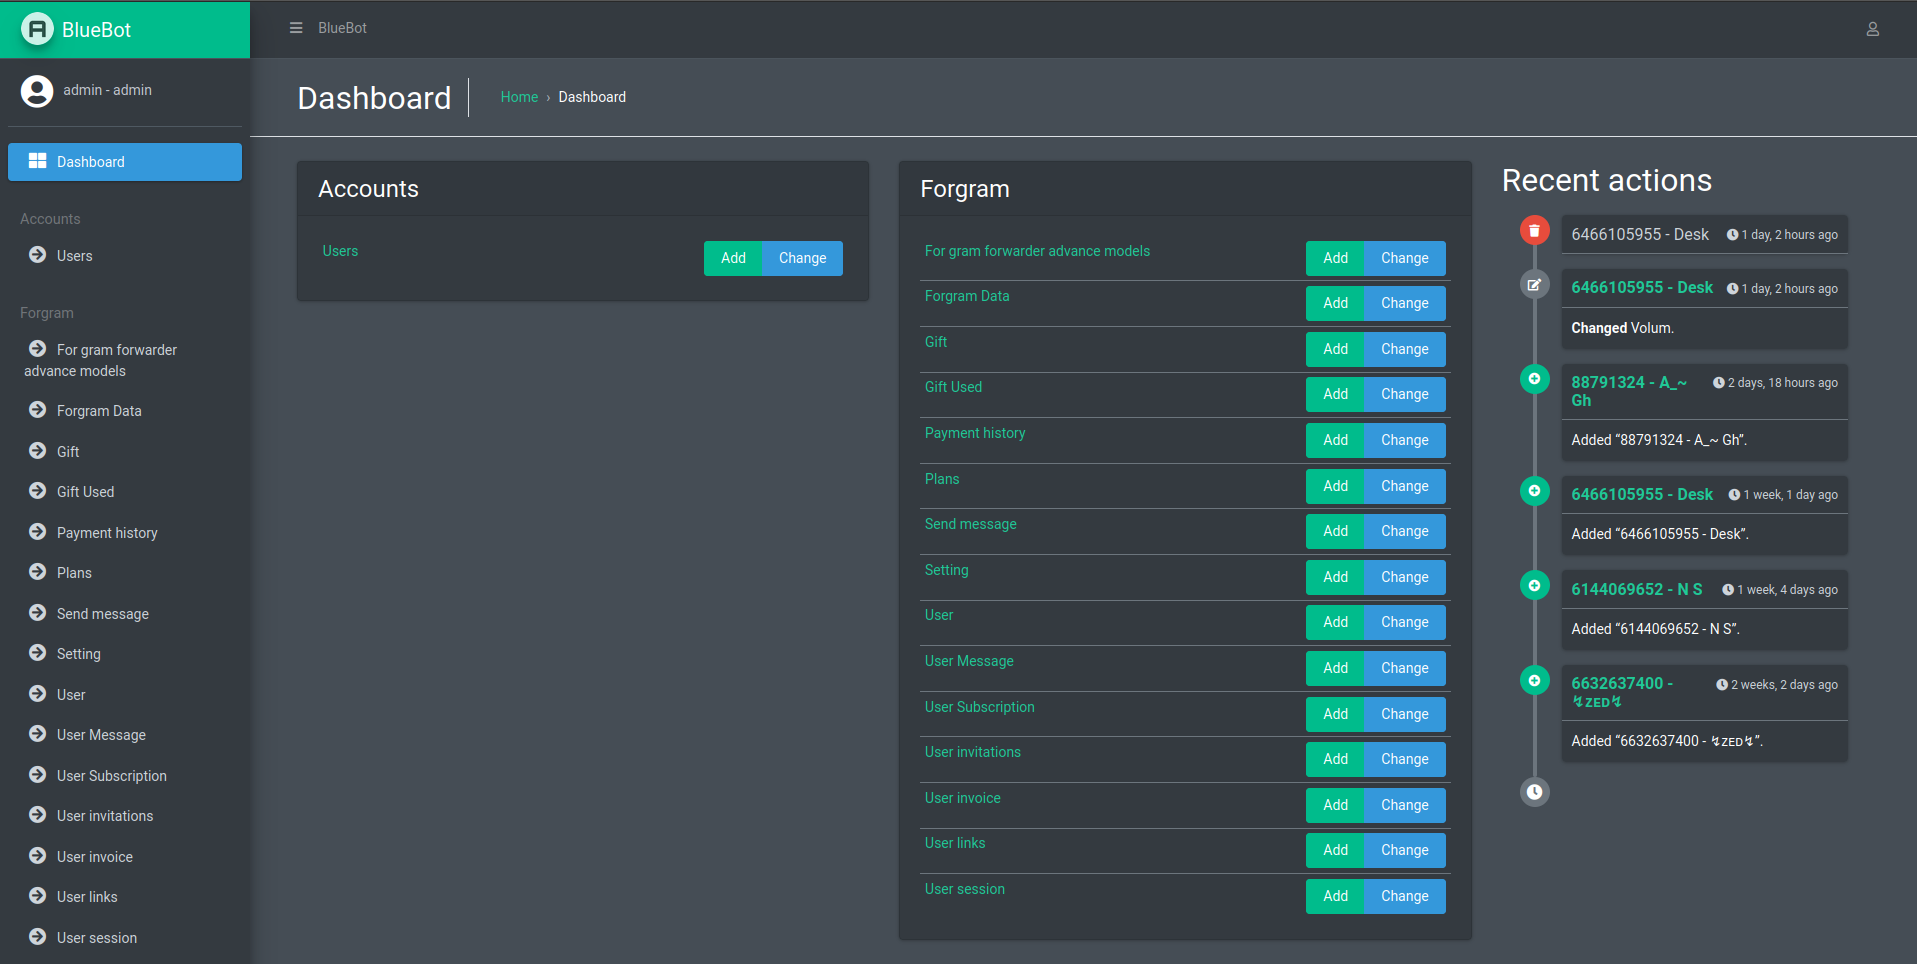 BlueBot
BlueBot
admin - admin
Dashboard
Accounts
Users
Forgram
For gram forwarder
advance models
Forgram Data
Gift
Gift Used
Payment history
Plans
Send message
Setting
User
User Message
User Subscription
User invitations
User invoice
User links
User session
Dashboard
Home › Dashboard
Accounts
Users Add Change
Forgram
For gram forwarder advance models Add Change
Forgram Data Add Change
Gift Add Change
Gift Used Add Change
Payment history Add Change
Plans Add Change
Send message Add Change
Setting Add Change
User Add Change
User Message Add Change
User Subscription Add Change
User invitations Add Change
User invoice Add Change
User links Add Change
User session Add Change
Recent actions
6466105955 - Desk 1 day, 2 hours ago
6466105955 - Desk 1 day, 2 hours ago
Changed Volum.
88791324 - A_~ 2 days, 18 hours ago
Gh
Added “88791324 - A_~ Gh”.
6466105955 - Desk 1 week, 1 day ago
Added “6466105955 - Desk”.
6144069652 - N S 1 week, 4 days ago
Added “6144069652 - N S”.
6632637400 - 2 weeks, 2 days ago
↯ᴢᴇᴅ↯
Added “6632637400 - ↯ᴢᴇᴅ↯”.